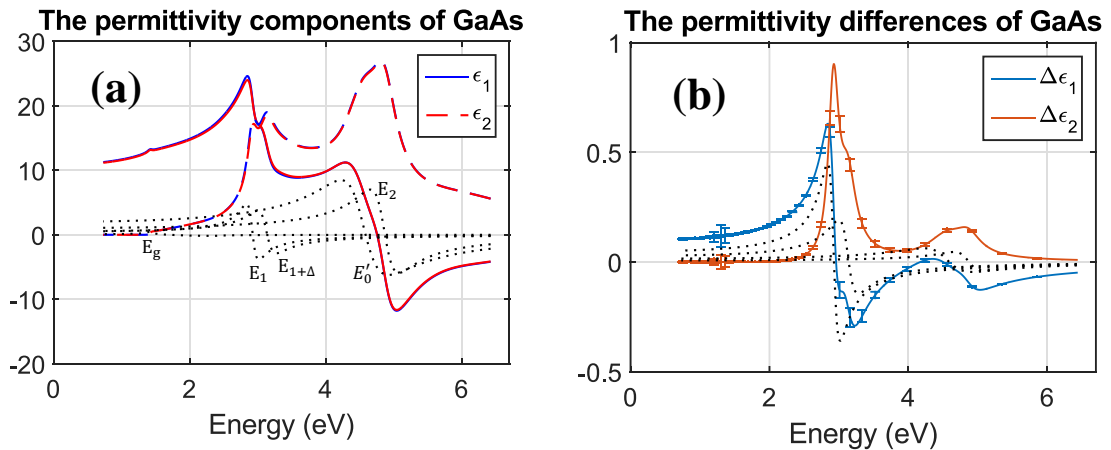 The permittivity components of GaAs
(a)
ϵ1
ϵ2
30
20
10
0
-10
-20
Eg
E1
E1+Δ
E′0
E2
0
2
4
6
Energy (eV)
The permittivity differences of GaAs
(b)
Δϵ1
Δϵ2
1
0.5
0
-0.5
0
2
4
6
Energy (eV)